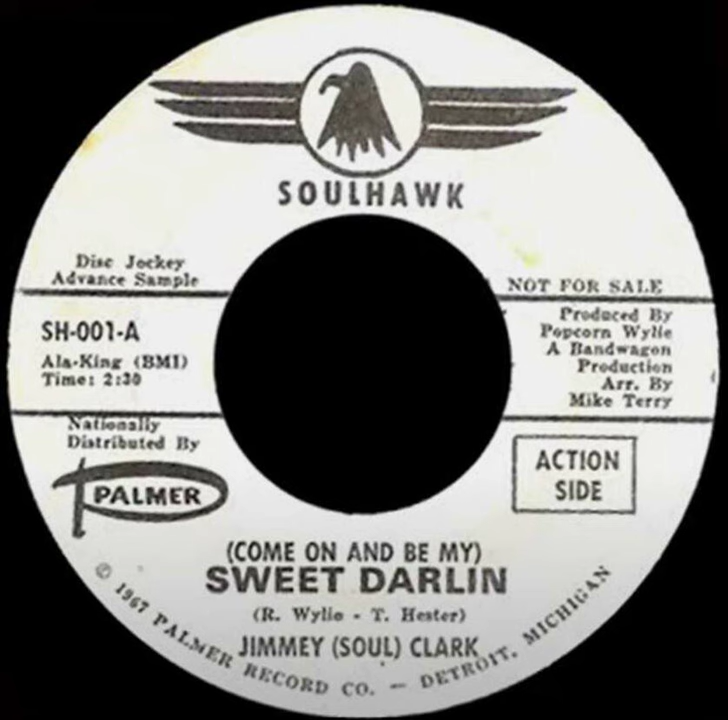 SOULHAWK
Disc Jockey
Advance Sample
NOT FOR SALE
SH-001-A
Ala-King (BMI)
Time: 2:30
Produced By
Popcorn Wylie
A Bandwagon
Production
Arr. By
Mike Terry
Nationally
Distributed By
PALMER
ACTION
SIDE
(COME ON AND BE MY)
SWEET DARLIN
(R. Wylie - T. Hester)
JIMMEY (SOUL) CLARK
© 1967 PALMER RECORD CO. - DETROIT, MICHIGAN